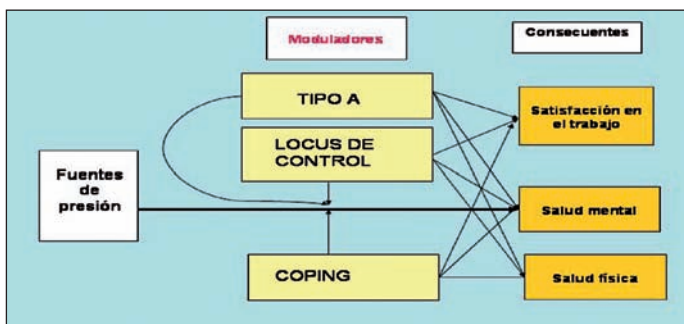 Moduladores
Consecuentes
TIPO A
Satisfacción en
el trabajo
LOCUS DE
CONTROL
Fuentes
de
presión
Salud mental
COPING
Salud física